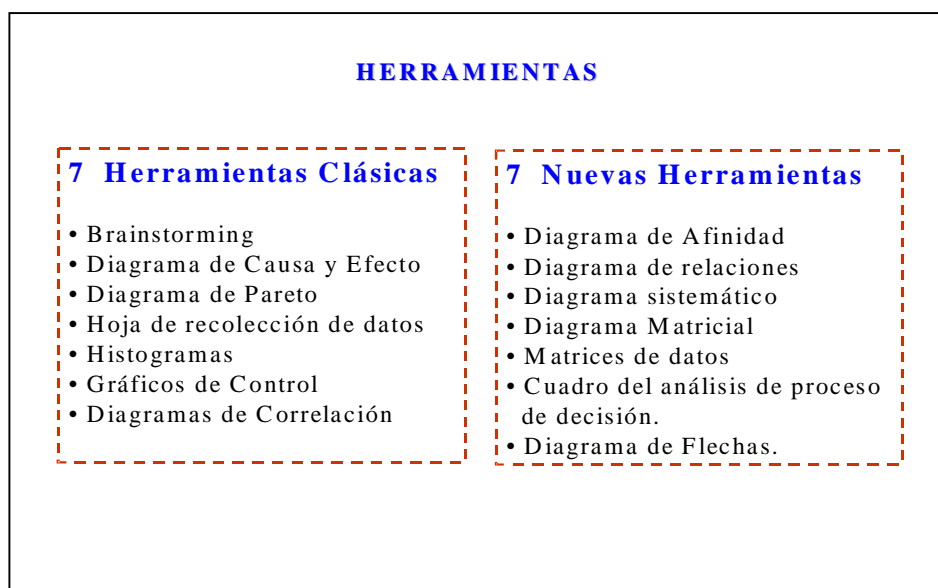 HERRAMIENTAS
7 Herramientas Clásicas
• Brainstorming
• Diagrama de Causa y Efecto
• Diagrama de Pareto
• Hoja de recolección de datos
• Histogramas
• Gráficos de Control
• Diagramas de Correlación
7 Nuevas Herramientas
• Diagrama de Afinidad
• Diagrama de relaciones
• Diagrama sistemático
• Diagrama Matricial
• Matrices de datos
• Cuadro del análisis de proceso
de decisión.
• Diagrama de Flechas.